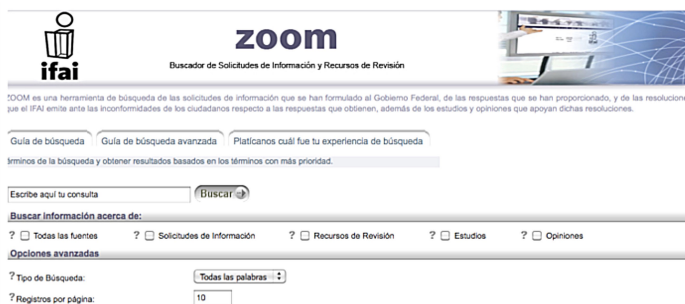 ifai
zoom
Buscador de Solicitudes de Información y Recursos de Revisión
ZOOM es una herramienta de búsqueda de las solicitudes de información que se han formulado al Gobierno Federal, de las respuestas que se han proporcionado, y de las resolucione
que el IFAI emite ante las inconformidades de los ciudadanos respecto a las respuestas que obtienen, además de los estudios y opiniones que apoyan dichas resoluciones.
Guía de búsqueda Guía de búsqueda avanzada Platícanos cuál fue tu experiencia de búsqueda
érminos de la búsqueda y obtener resultados basados en los términos con más prioridad.
Escribe aquí tu consulta Buscar
Buscar información acerca de:
? Todas las fuentes ? Solicitudes de Información ? Recursos de Revisión ? Estudios ? Opiniones
Opciones avanzadas
? Tipo de Búsqueda: Todas las palabras
? Registros por página: 10